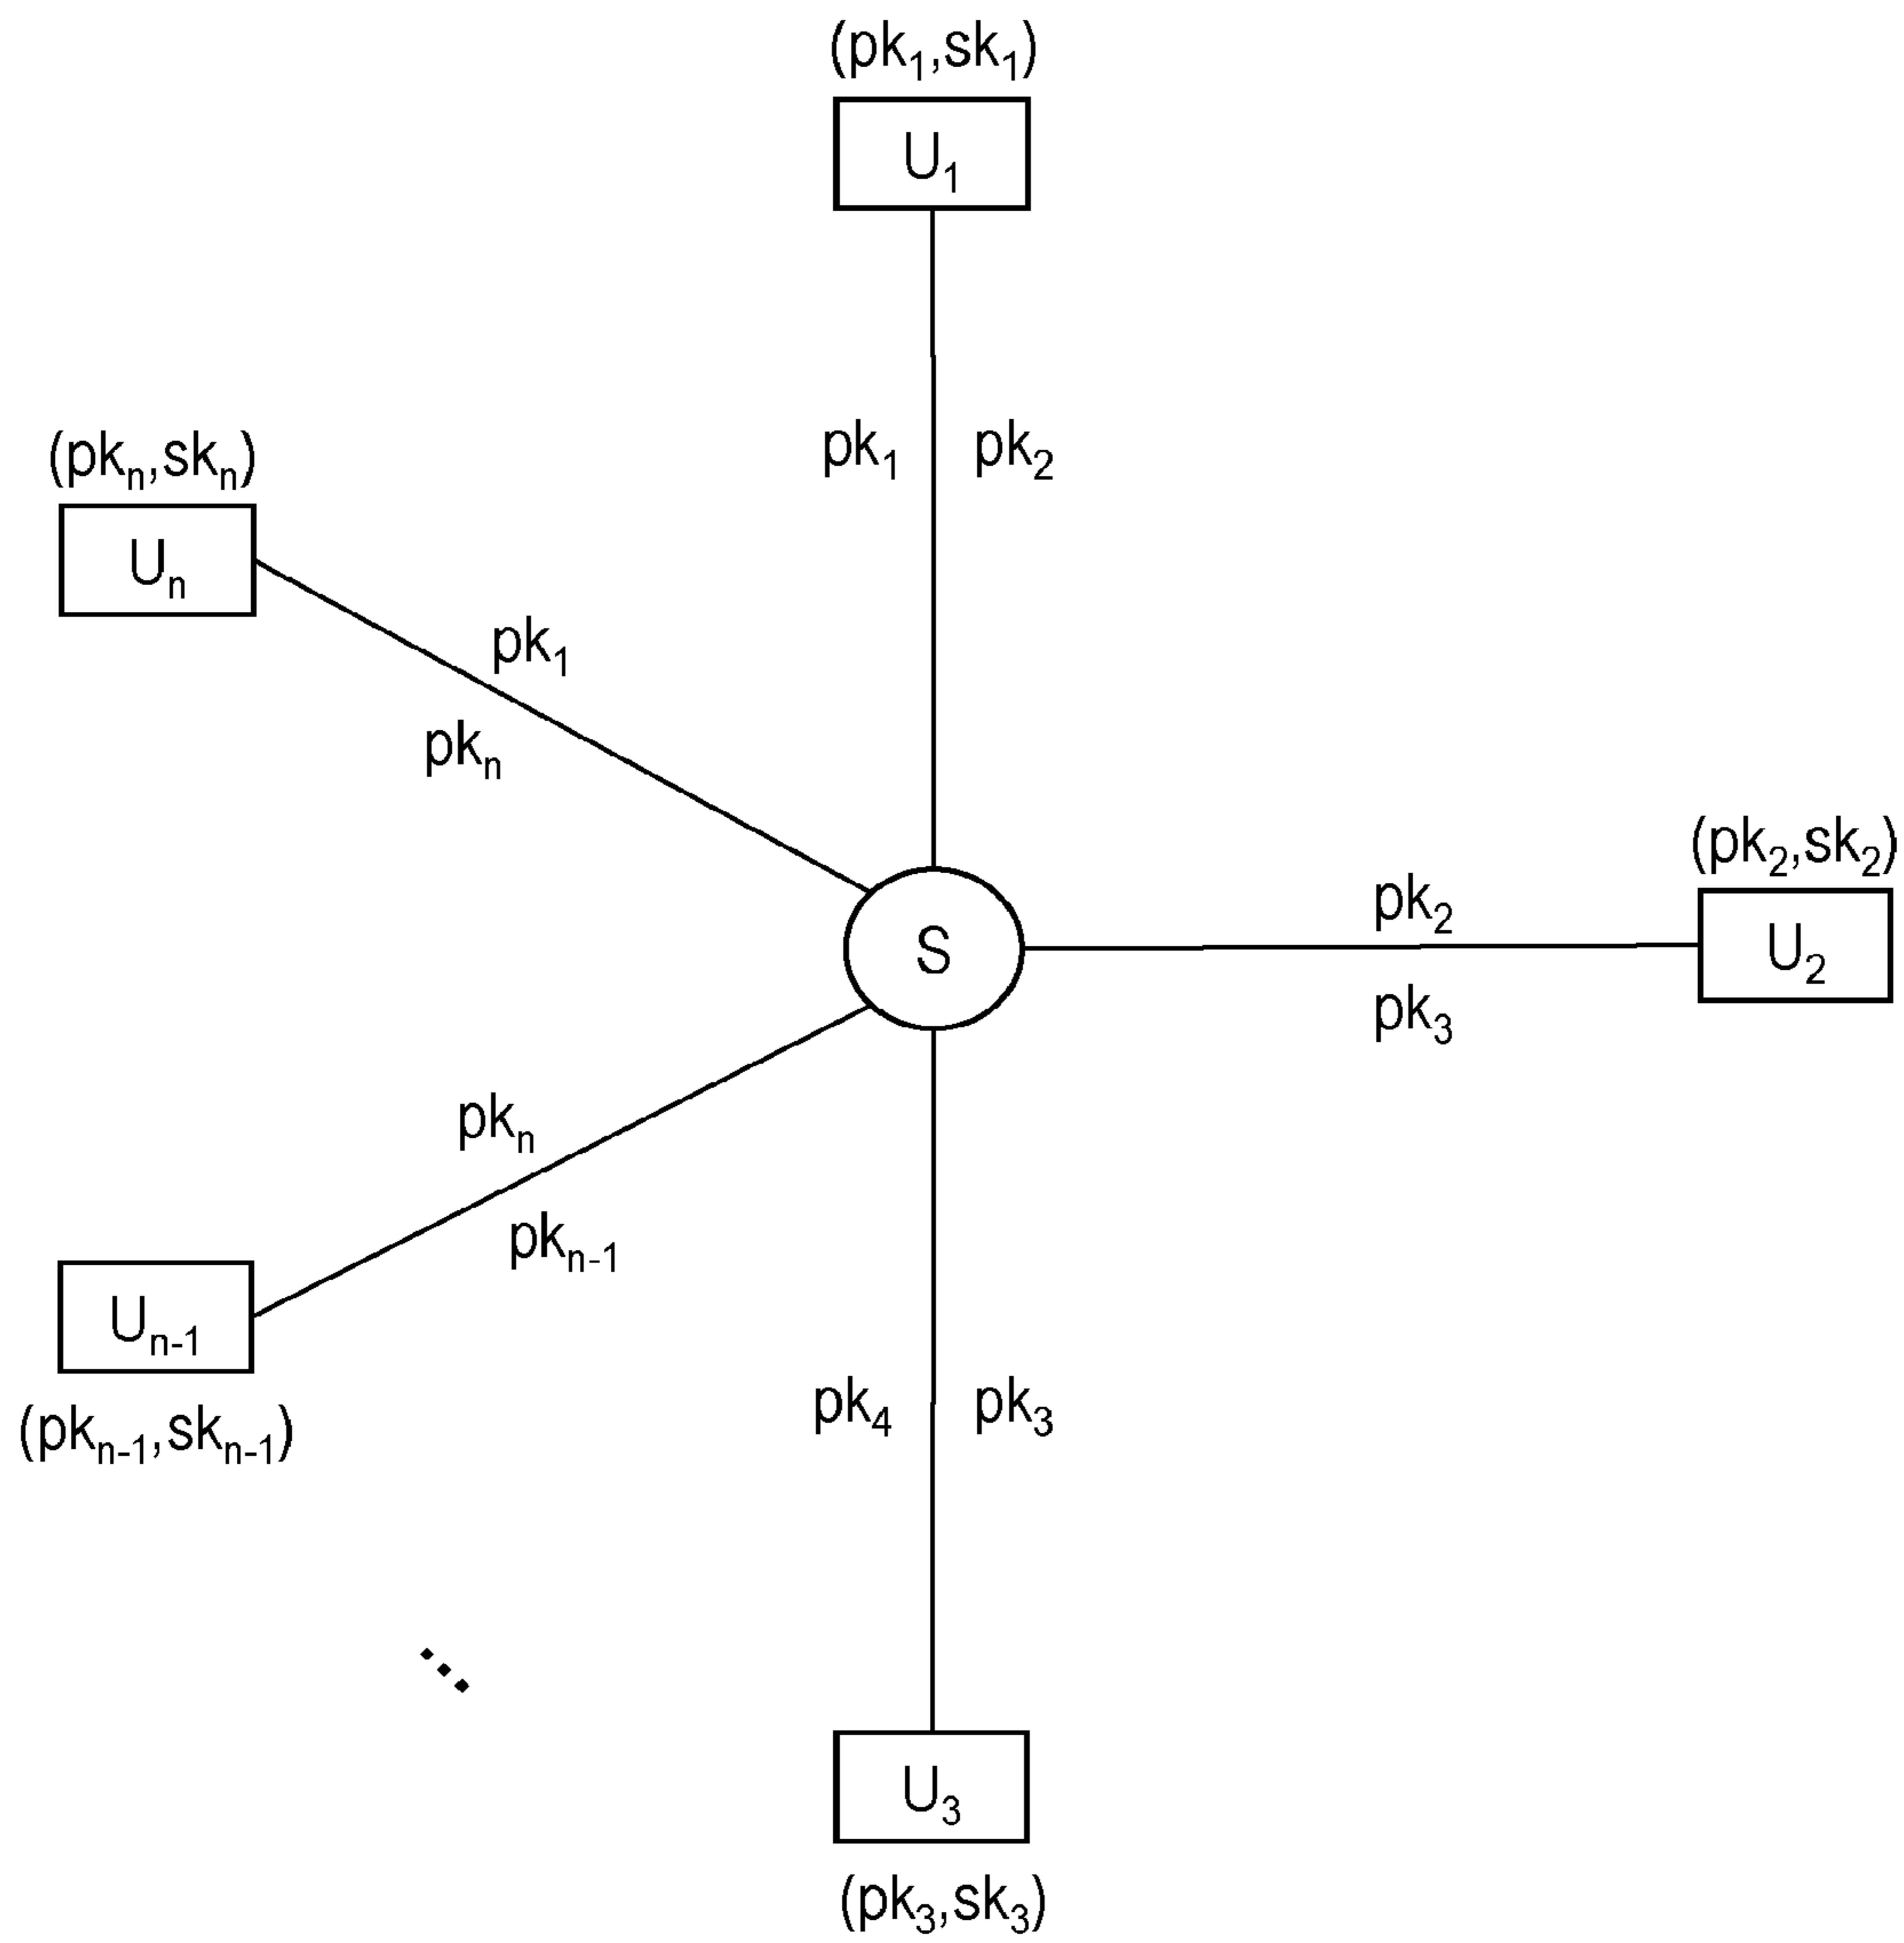 (pk₁,sk₁)
U₁
pk₁ pk₂
(pkₙ,skₙ)
Uₙ
pk₁
pkₙ
(pk₂,sk₂)
pk₂
U₂
S
pk₃
pkₙ
pkₙ₋₁
Uₙ₋₁
(pkₙ₋₁,skₙ₋₁)
pk₄ pk₃
U₃
(pk₃,sk₃)